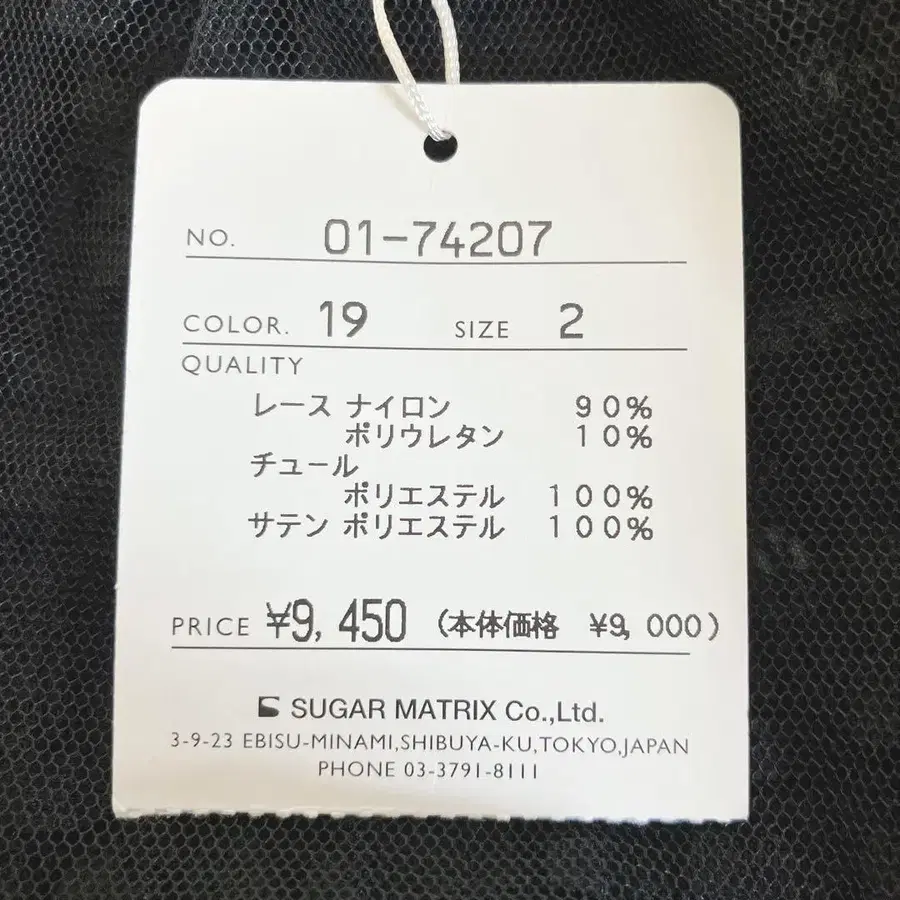 NO. 01-74207
COLOR. 19 SIZE 2
QUALITY
レース ナイロン 90%
ポリウレタン 10%
チュール
ポリエステル 100%
サテン ポリエステル 100%
PRICE ¥9,450 (本体価格 ¥9,000)
SUGAR MATRIX Co.,Ltd.
3-9-23 EBISU-MINAMI,SHIBUYA-KU,TOKYO,JAPAN
PHONE 03-3791-8111